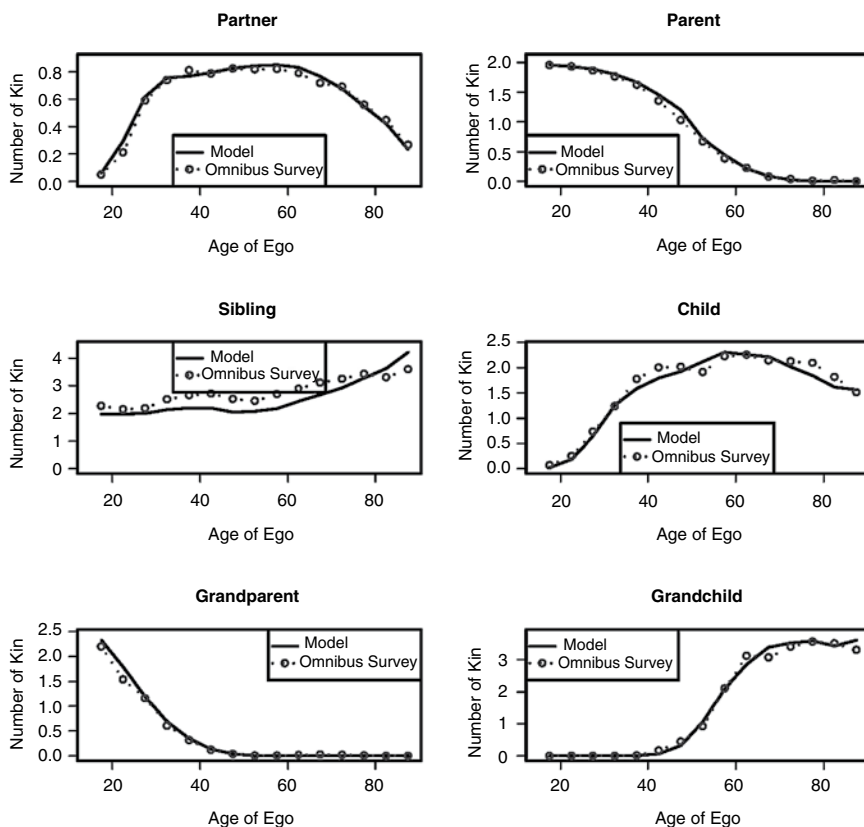 Partner
Number of Kin
0.8
0.6
0.4
0.2
0.0
Model
Omnibus Survey
20 40 60 80
Age of Ego
Parent
Number of Kin
2.0
1.5
1.0
0.5
0.0
Model
Omnibus Survey
20 40 60 80
Age of Ego
Sibling
Number of Kin
4
3
2
1
0
Model
Omnibus Survey
20 40 60 80
Age of Ego
Child
Number of Kin
2.5
2.0
1.5
1.0
0.5
0.0
Model
Omnibus Survey
20 40 60 80
Age of Ego
Grandparent
Number of Kin
2.5
2.0
1.5
1.0
0.5
0.0
Model
Omnibus Survey
20 40 60 80
Age of Ego
Grandchild
Number of Kin
3
2
1
0
Model
Omnibus Survey
20 40 60 80
Age of Ego